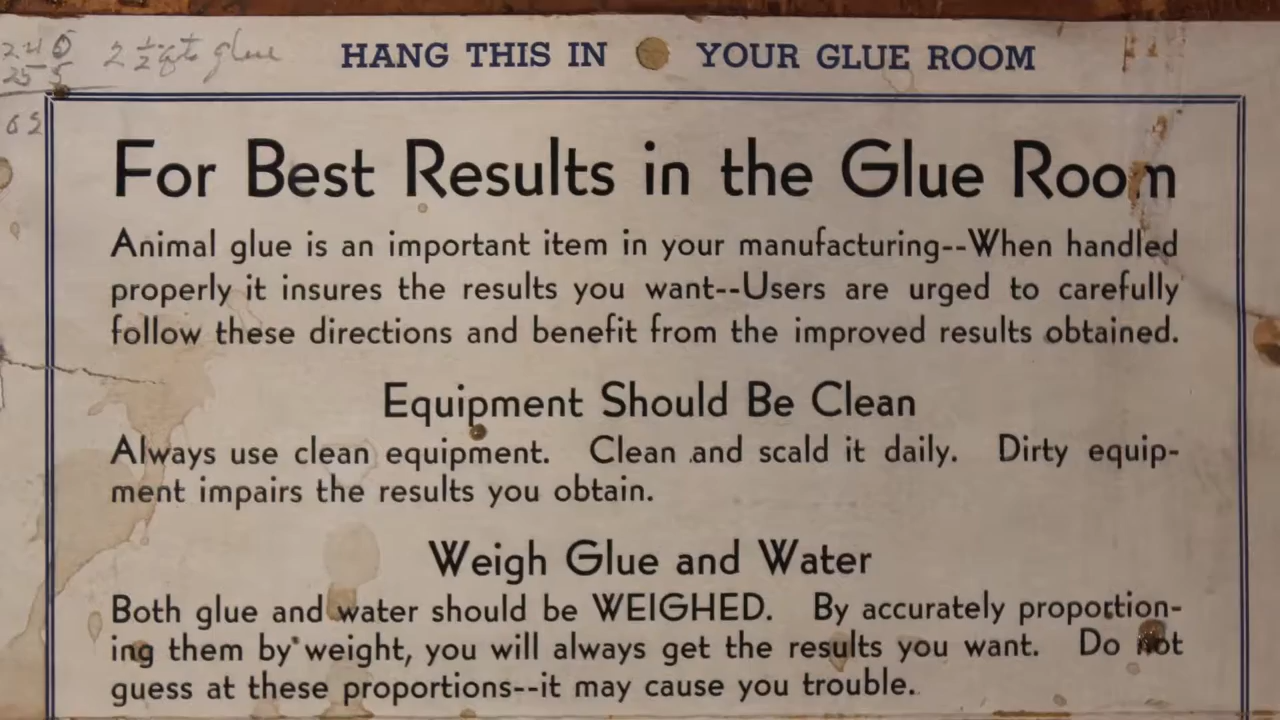 2 1/2 qts glue
HANG THIS IN YOUR GLUE ROOM
For Best Results in the Glue Room
Animal glue is an important item in your manufacturing--When handled
properly it insures the results you want--Users are urged to carefully
follow these directions and benefit from the improved results obtained.
Equipment Should Be Clean
Always use clean equipment. Clean and scald it daily. Dirty equip-
ment impairs the results you obtain.
Weigh Glue and Water
Both glue and water should be WEIGHED. By accurately proportion-
ing them by weight, you will always get the results you want. Do not
guess at these proportions--it may cause you trouble.